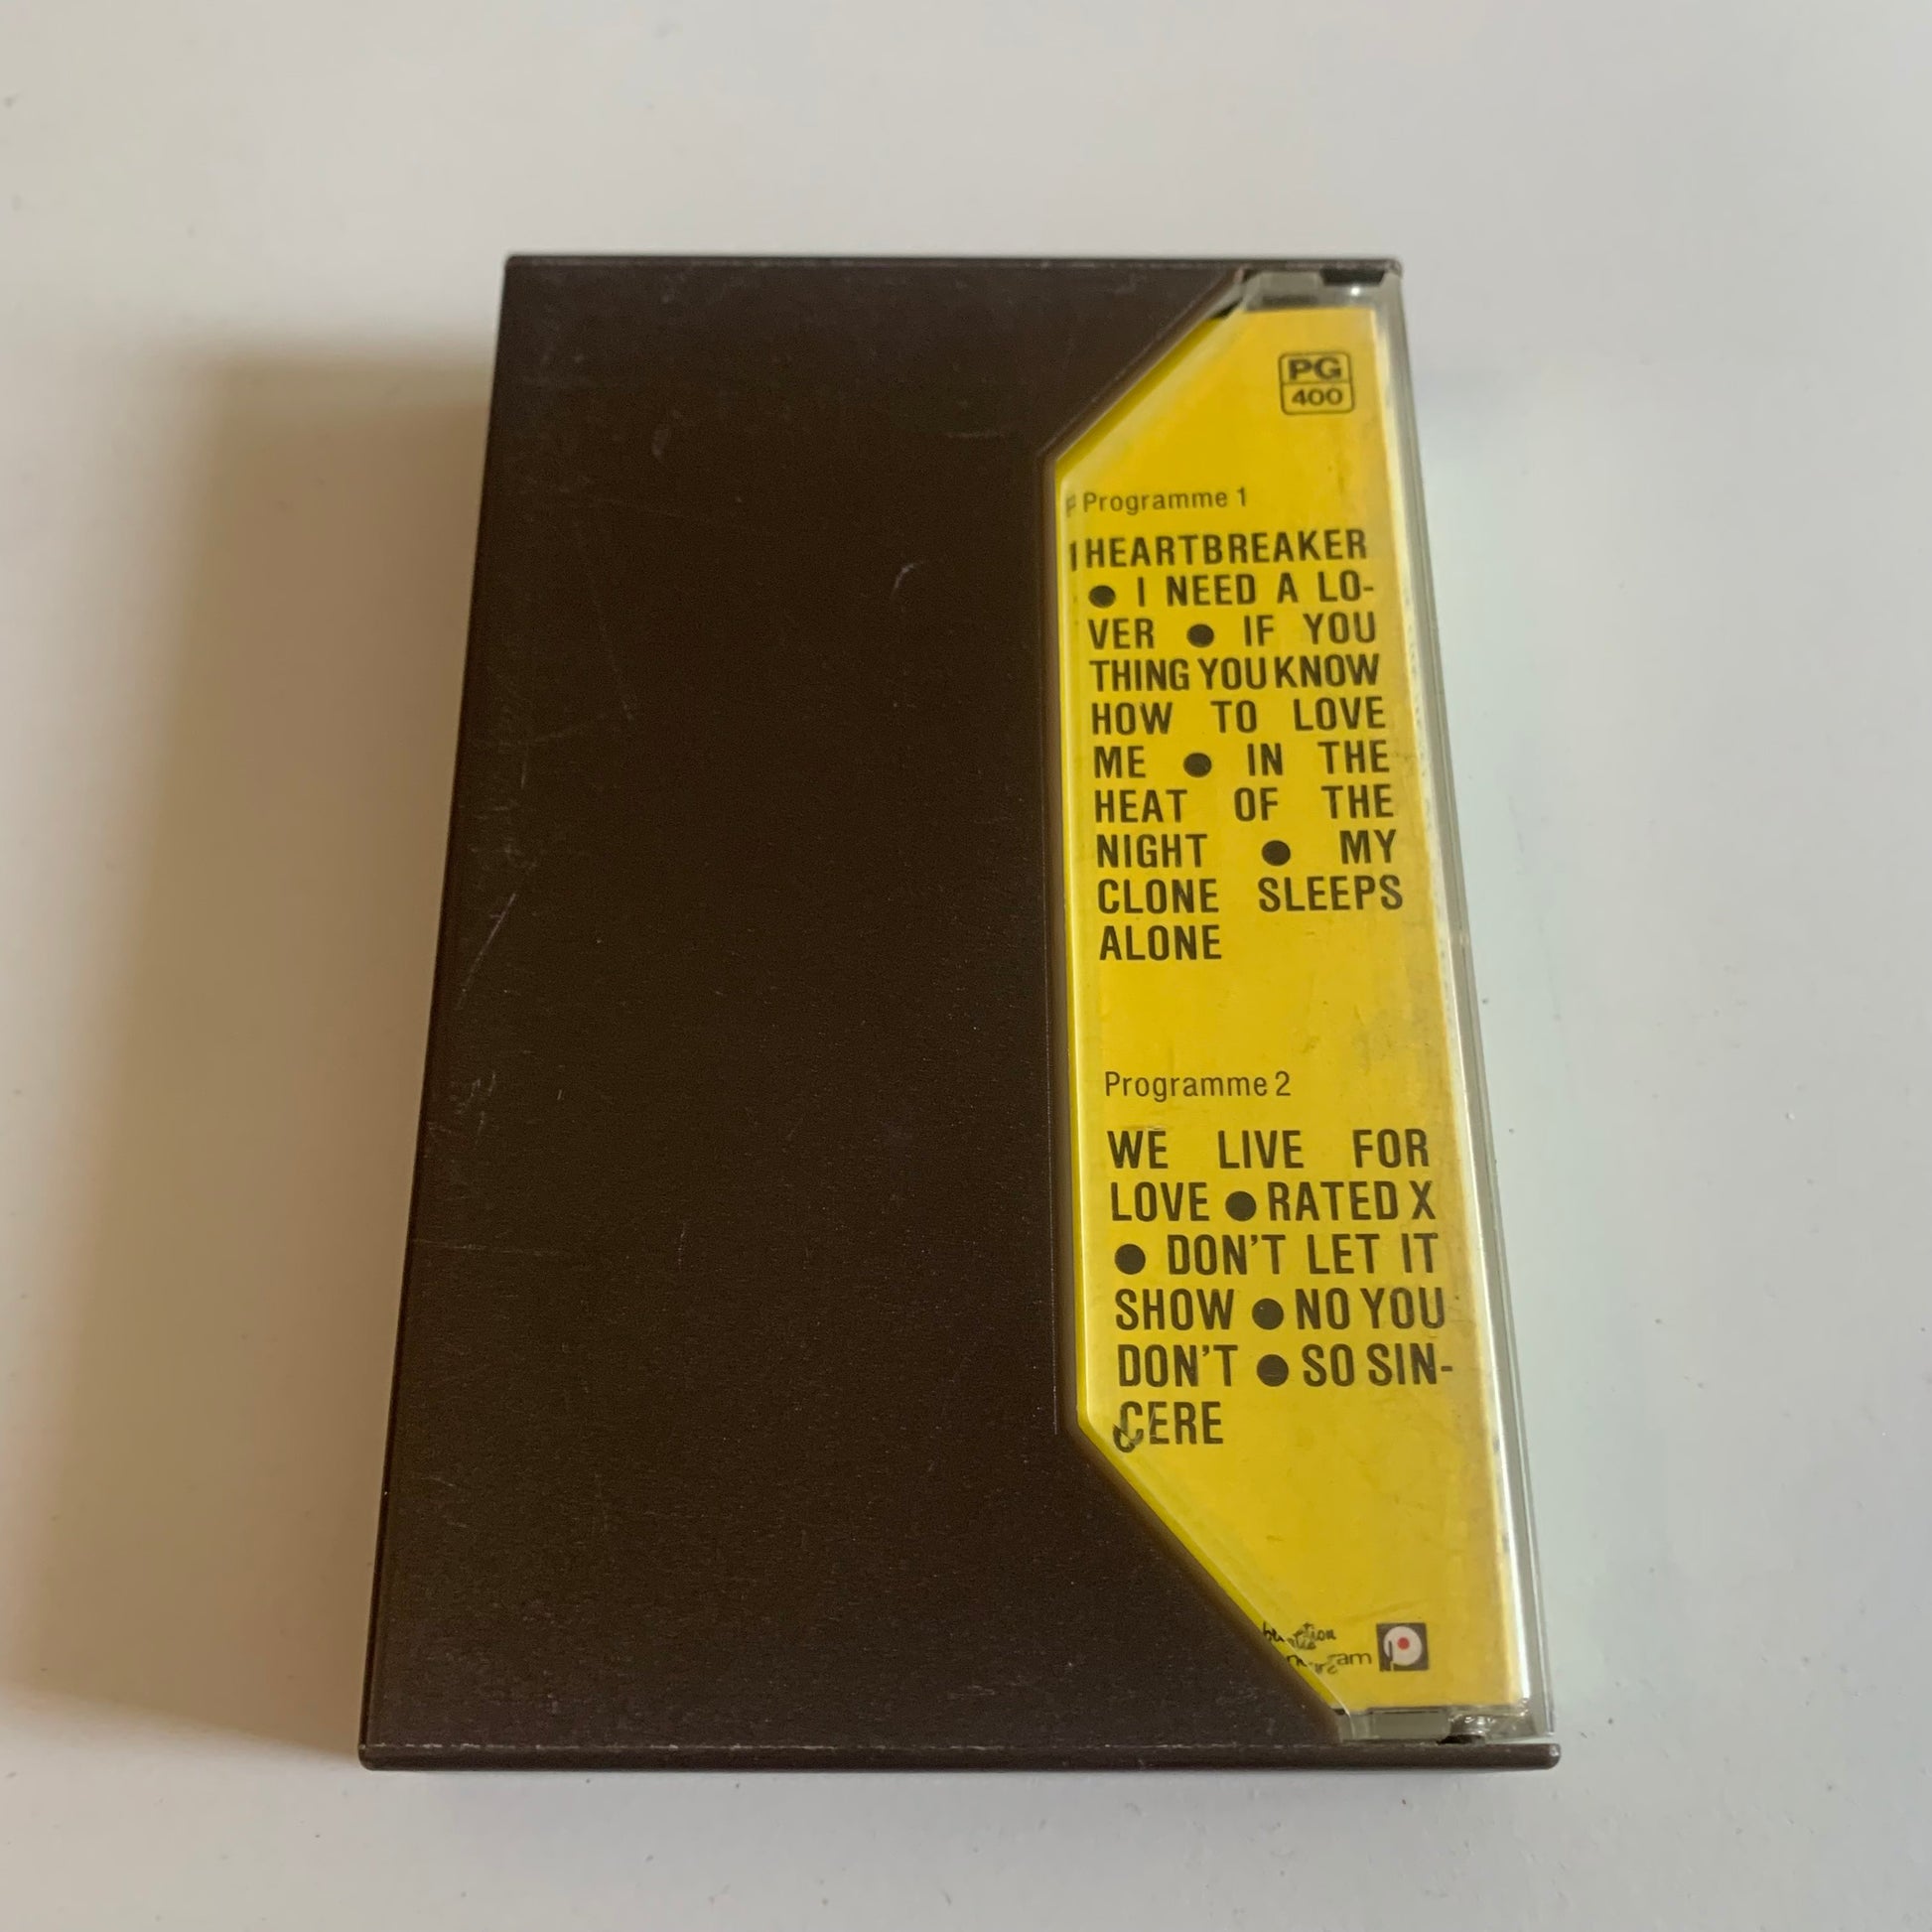 PG
400
Programme 1
HEARTBREAKER
● I NEED A LO-
VER ● IF YOU
THING YOU KNOW
HOW TO LOVE
ME ● IN THE
HEAT OF THE
NIGHT ● MY
CLONE SLEEPS
ALONE
Programme 2
WE LIVE FOR
LOVE ● RATED X
● DON'T LET IT
SHOW ● NO YOU
DON'T ● SO SIN-
CERE